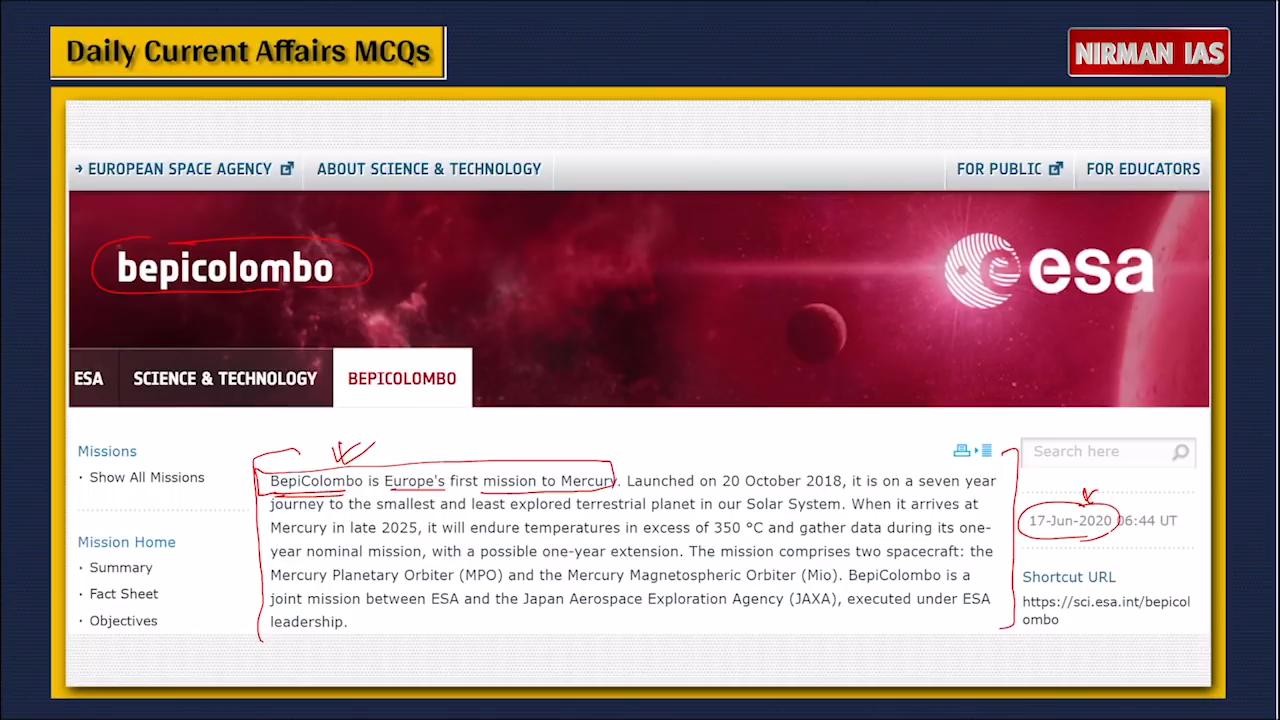 Daily Current Affairs MCQs
NIRMAN IAS
→ EUROPEAN SPACE AGENCY
ABOUT SCIENCE & TECHNOLOGY
FOR PUBLIC
FOR EDUCATORS
bepicolombo
esa
ESA
SCIENCE & TECHNOLOGY
BEPICOLOMBO
Missions
· Show All Missions
Mission Home
· Summary
· Fact Sheet
· Objectives
BepiColombo is Europe's first mission to Mercury. Launched on 20 October 2018, it is on a seven year
journey to the smallest and least explored terrestrial planet in our Solar System. When it arrives at
Mercury in late 2025, it will endure temperatures in excess of 350 °C and gather data during its one-
year nominal mission, with a possible one-year extension. The mission comprises two spacecraft: the
Mercury Planetary Orbiter (MPO) and the Mercury Magnetospheric Orbiter (Mio). BepiColombo is a
joint mission between ESA and the Japan Aerospace Exploration Agency (JAXA), executed under ESA
leadership.
Search here
17-Jun-2020 06:44 UT
Shortcut URL
https://sci.esa.int/bepicol
ombo